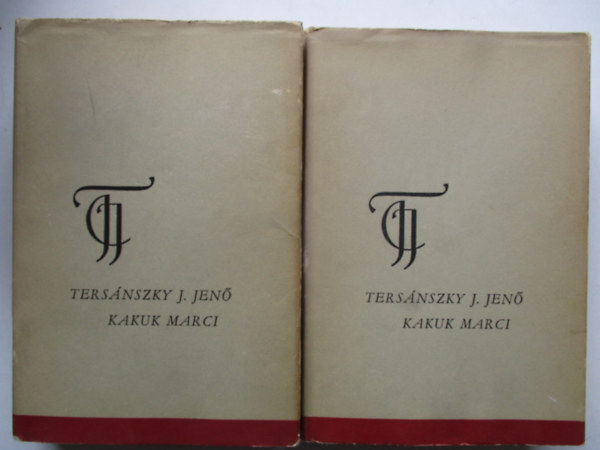 TJJ
TERSÁNSZKY J. JENŐ
KAKUK MARCI
TJJ
TERSÁNSZKY J. JENŐ
KAKUK MARCI